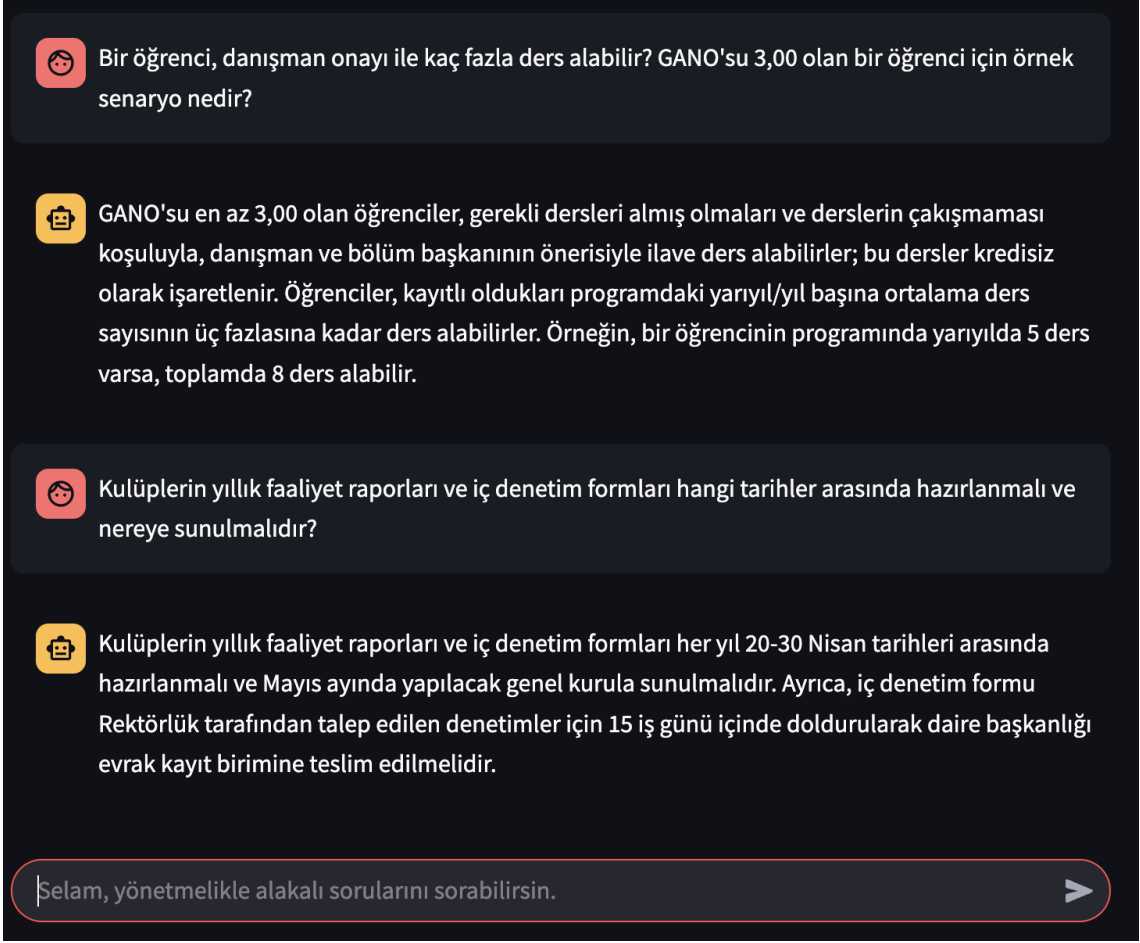 Bir öğrenci, danışman onayı ile kaç fazla ders alabilir? GANO'su 3,00 olan bir öğrenci için örnek
senaryo nedir?
GANO'su en az 3,00 olan öğrenciler, gerekli dersleri almış olmaları ve derslerin çakışmaması
koşuluyla, danışman ve bölüm başkanının önerisiyle ilave ders alabilirler; bu dersler kredisiz
olarak işaretlenir. Öğrenciler, kayıtlı oldukları programdaki yarıyıl/yıl başına ortalama ders
sayısının üç fazlasına kadar ders alabilirler. Örneğin, bir öğrencinin programında yarıyılda 5 ders
varsa, toplamda 8 ders alabilir.
Kulüplerin yıllık faaliyet raporları ve iç denetim formları hangi tarihler arasında hazırlanmalı ve
nereye sunulmalıdır?
Kulüplerin yıllık faaliyet raporları ve iç denetim formları her yıl 20-30 Nisan tarihleri arasında
hazırlanmalı ve Mayıs ayında yapılacak genel kurula sunulmalıdır. Ayrıca, iç denetim formu
Rektörlük tarafından talep edilen denetimler için 15 iş günü içinde doldurularak daire başkanlığı
evrak kayıt birimine teslim edilmelidir.
Selam, yönetmelikle alakalı sorularını sorabilirsin.